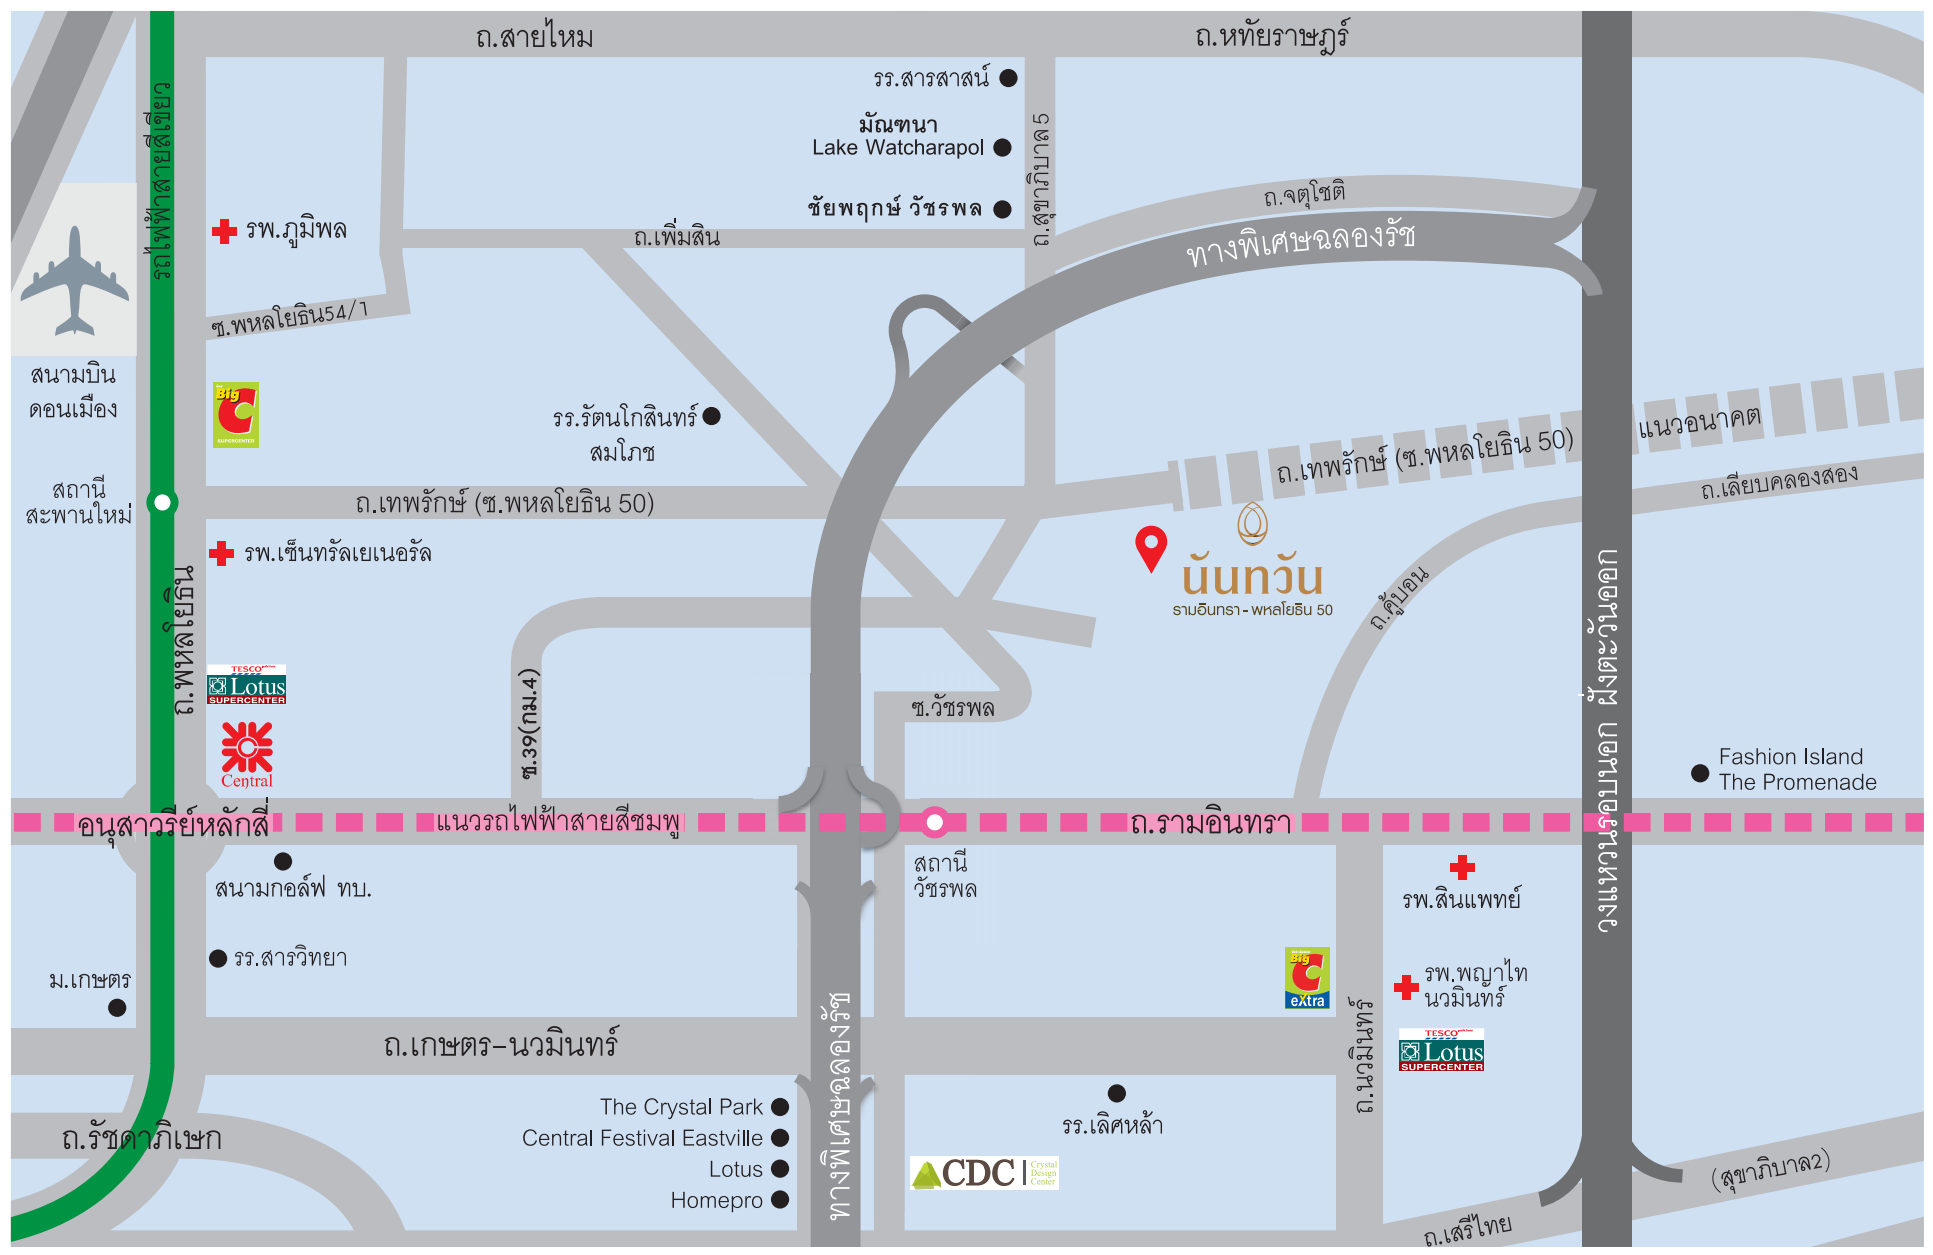 ถ.สายไหม
ถ.หทัยราษฎร์
รถไฟฟ้าสายสีเขียว
รร.สารสาสน์
มัณฑนา
Lake Watcharapol
ชัยพฤกษ์ วัชรพล
ถ.สุขาภิบาล 5
ถ.จตุโชติ
ทางพิเศษฉลองรัช
รพ.ภูมิพล
ถ.เพิ่มสิน
ซ.พหลโยธิน54/1
สนามบิน
ดอนเมือง
Big
C
SUPERCENTER
รร.รัตนโกสินทร์
สมโภช
แนวอนาคต
ถ.เทพรักษ์ (ซ.พหลโยธิน 50)
ถ.เลียบคลองสอง
สถานี
สะพานใหม่
ถ.เทพรักษ์ (ซ.พหลโยธิน 50)
รพ.เซ็นทรัลเยเนอรัล
นันทวัน
รามอินทรา - พหลโยธิน 50
ถ.คู้บอน
ถ.พหลโยธิน
วงแหวนรอบนอก ฝั่งตะวันออก
TESCO
Lotus
SUPERCENTER
Central
ซ.39(กม.4)
ซ.วัชรพล
Fashion Island
The Promenade
อนุสาวรีย์หลักสี่
แนวรถไฟฟ้าสายสีชมพู
ถ.รามอินทรา
สถานี
วัชรพล
สนามกอล์ฟ ทบ.
รพ.สินแพทย์
รร.สารวิทยา
ม.เกษตร
Big
C
extra
รพ.พญาไท
นวมินทร์
ถ.เกษตร-นวมินทร์
ทางพิเศษฉลองรัช
ถ.นวมินทร์
TESCO
Lotus
SUPERCENTER
The Crystal Park
Central Festival Eastville
Lotus
Homepro
รร.เลิศหล้า
ถ.รัชดาภิเษก
CDC
Crystal
Design
Center
(สุขาภิบาล2)
ถ.เสรีไทย